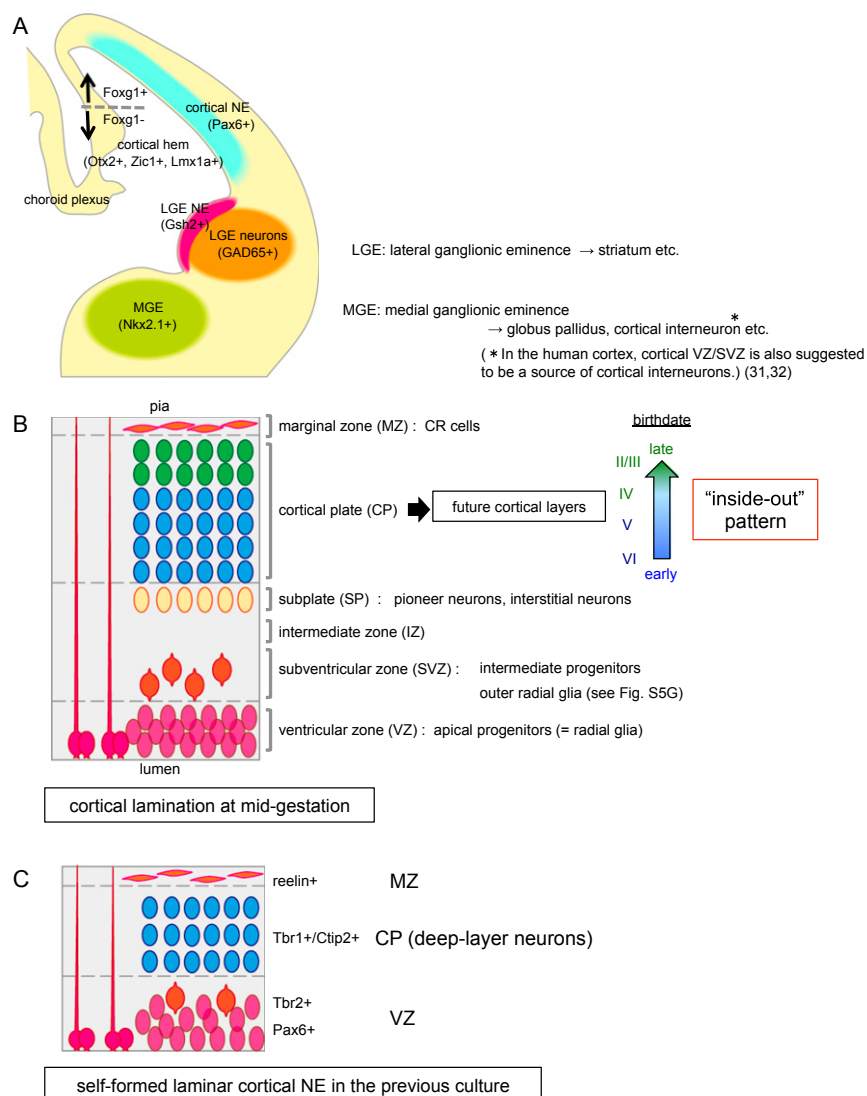 A
Foxg1+
Foxg1-
cortical NE
(Pax6+)
cortical hem
(Otx2+, Zic1+, Lmx1a+)
choroid plexus
LGE NE
(Gsh2+)
LGE neurons
(GAD65+)
MGE
(Nkx2.1+)
LGE: lateral ganglionic eminence → striatum etc.
MGE: medial ganglionic eminence
→ globus pallidus, cortical interneuron* etc.
( * In the human cortex, cortical VZ/SVZ is also suggested
to be a source of cortical interneurons.) (31,32)
B
pia
marginal zone (MZ) : CR cells
cortical plate (CP)
future cortical layers
birthdate
late
II/III
IV
V
VI
early
“inside-out”
pattern
subplate (SP) : pioneer neurons, interstitial neurons
intermediate zone (IZ)
subventricular zone (SVZ) : intermediate progenitors
outer radial glia (see Fig. S5G)
ventricular zone (VZ) : apical progenitors (= radial glia)
lumen
cortical lamination at mid-gestation
C
reelin+ MZ
Tbr1+/Ctip2+ CP (deep-layer neurons)
Tbr2+
Pax6+
VZ
self-formed laminar cortical NE in the previous culture